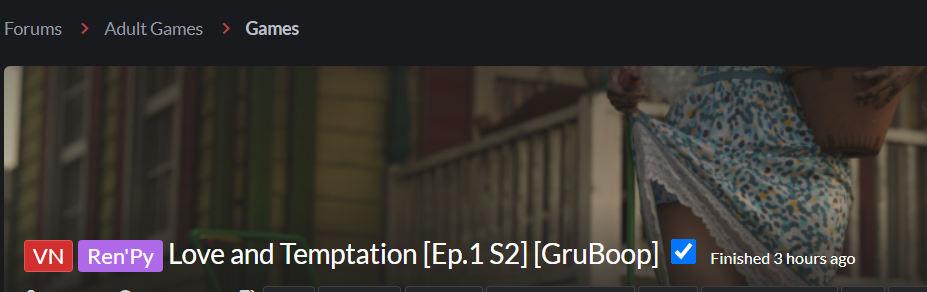 Forums > Adult Games > Games
VN Ren'Py Love and Temptation [Ep.1 S2] [GruBoop] Finished 3 hours ago